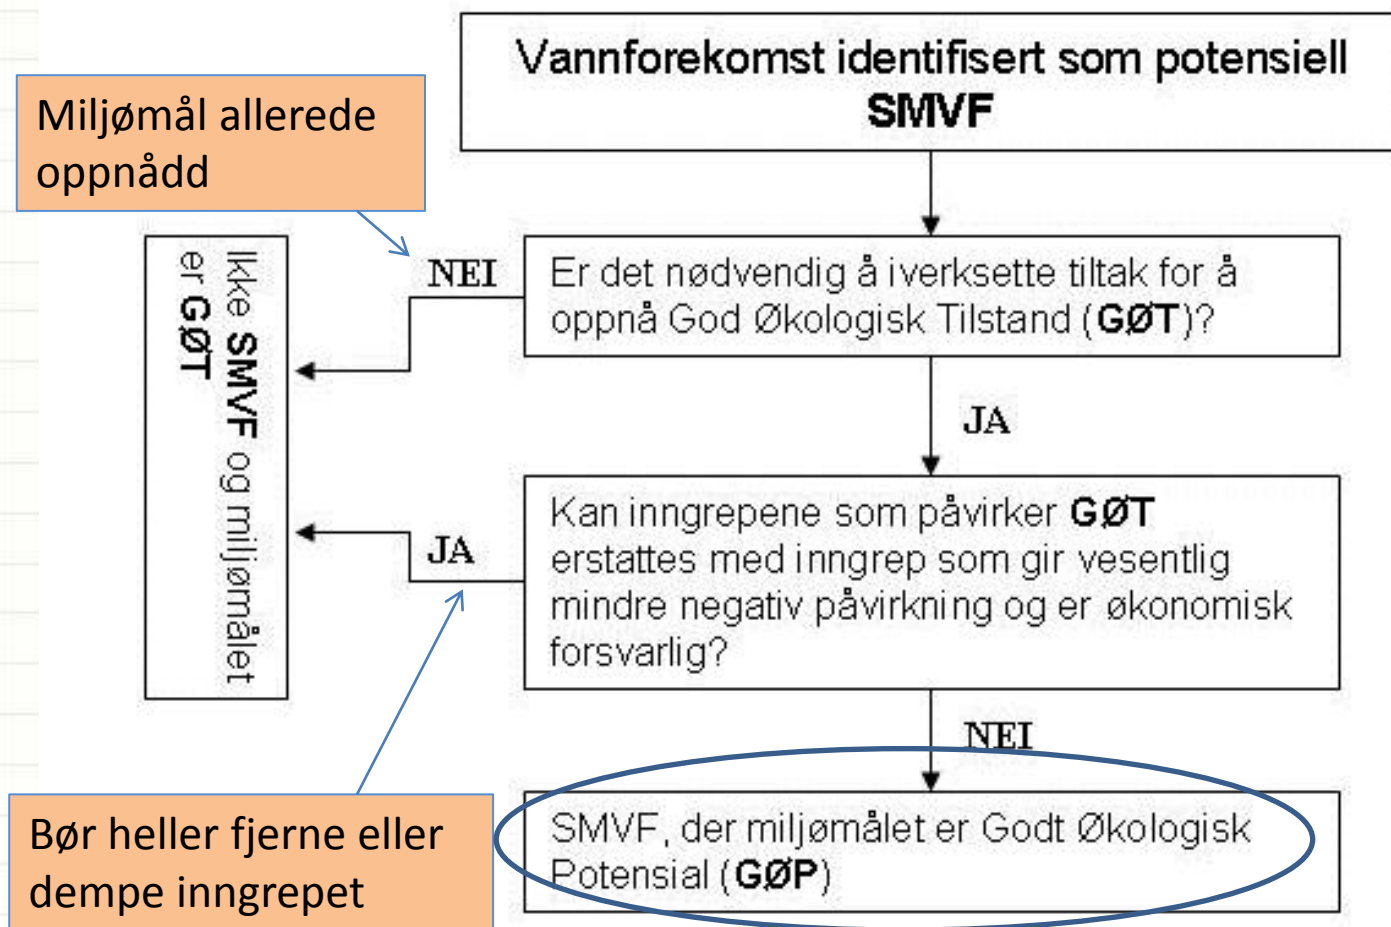 Vannforekomst identifisert som potensiell
SMVF
Miljømål allerede
oppnådd
NEI
Er det nødvendig å iverksette tiltak for å
oppnå God Økologisk Tilstand (GØT)?
Ikke SMVF og miljømålet
er GØT
JA
Kan inngrepene som påvirker GØT
erstattes med inngrep som gir vesentlig
mindre negativ påvirkning og er økonomisk
forsvarlig?
JA
NEI
Bør heller fjerne eller
dempe inngrepet
SMVF, der miljømålet er Godt Økologisk
Potensial (GØP)